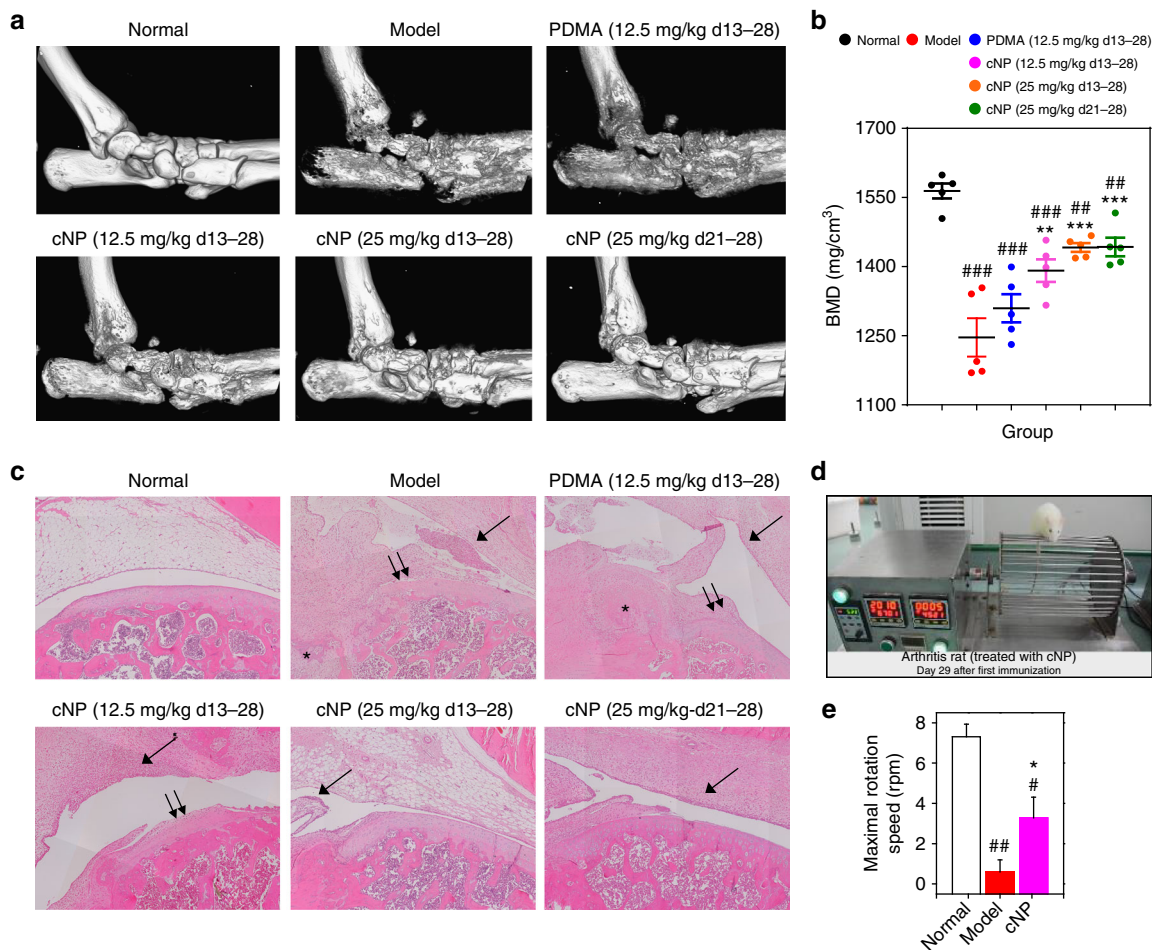 a
Normal
Model
PDMA (12.5 mg/kg d13–28)
cNP (12.5 mg/kg d13–28)
cNP (25 mg/kg d13–28)
cNP (25 mg/kg d21–28)
b
Normal
Model
PDMA (12.5 mg/kg d13–28)
cNP (12.5 mg/kg d13–28)
cNP (25 mg/kg d13–28)
cNP (25 mg/kg d21–28)
1700
1550
1400
1250
1100
BMD (mg/cm³)
###
###
###
**
##
***
##
***
Group
c
Normal
Model
PDMA (12.5 mg/kg d13–28)
*
*
cNP (12.5 mg/kg d13–28)
cNP (25 mg/kg d13–28)
cNP (25 mg/kg-d21–28)
*
d
2010
0005
Arthritis rat (treated with cNP)
Day 29 after first immunization
e
8
6
4
2
0
Maximal rotation
speed (rpm)
##
*
#
Normal
Model
cNP